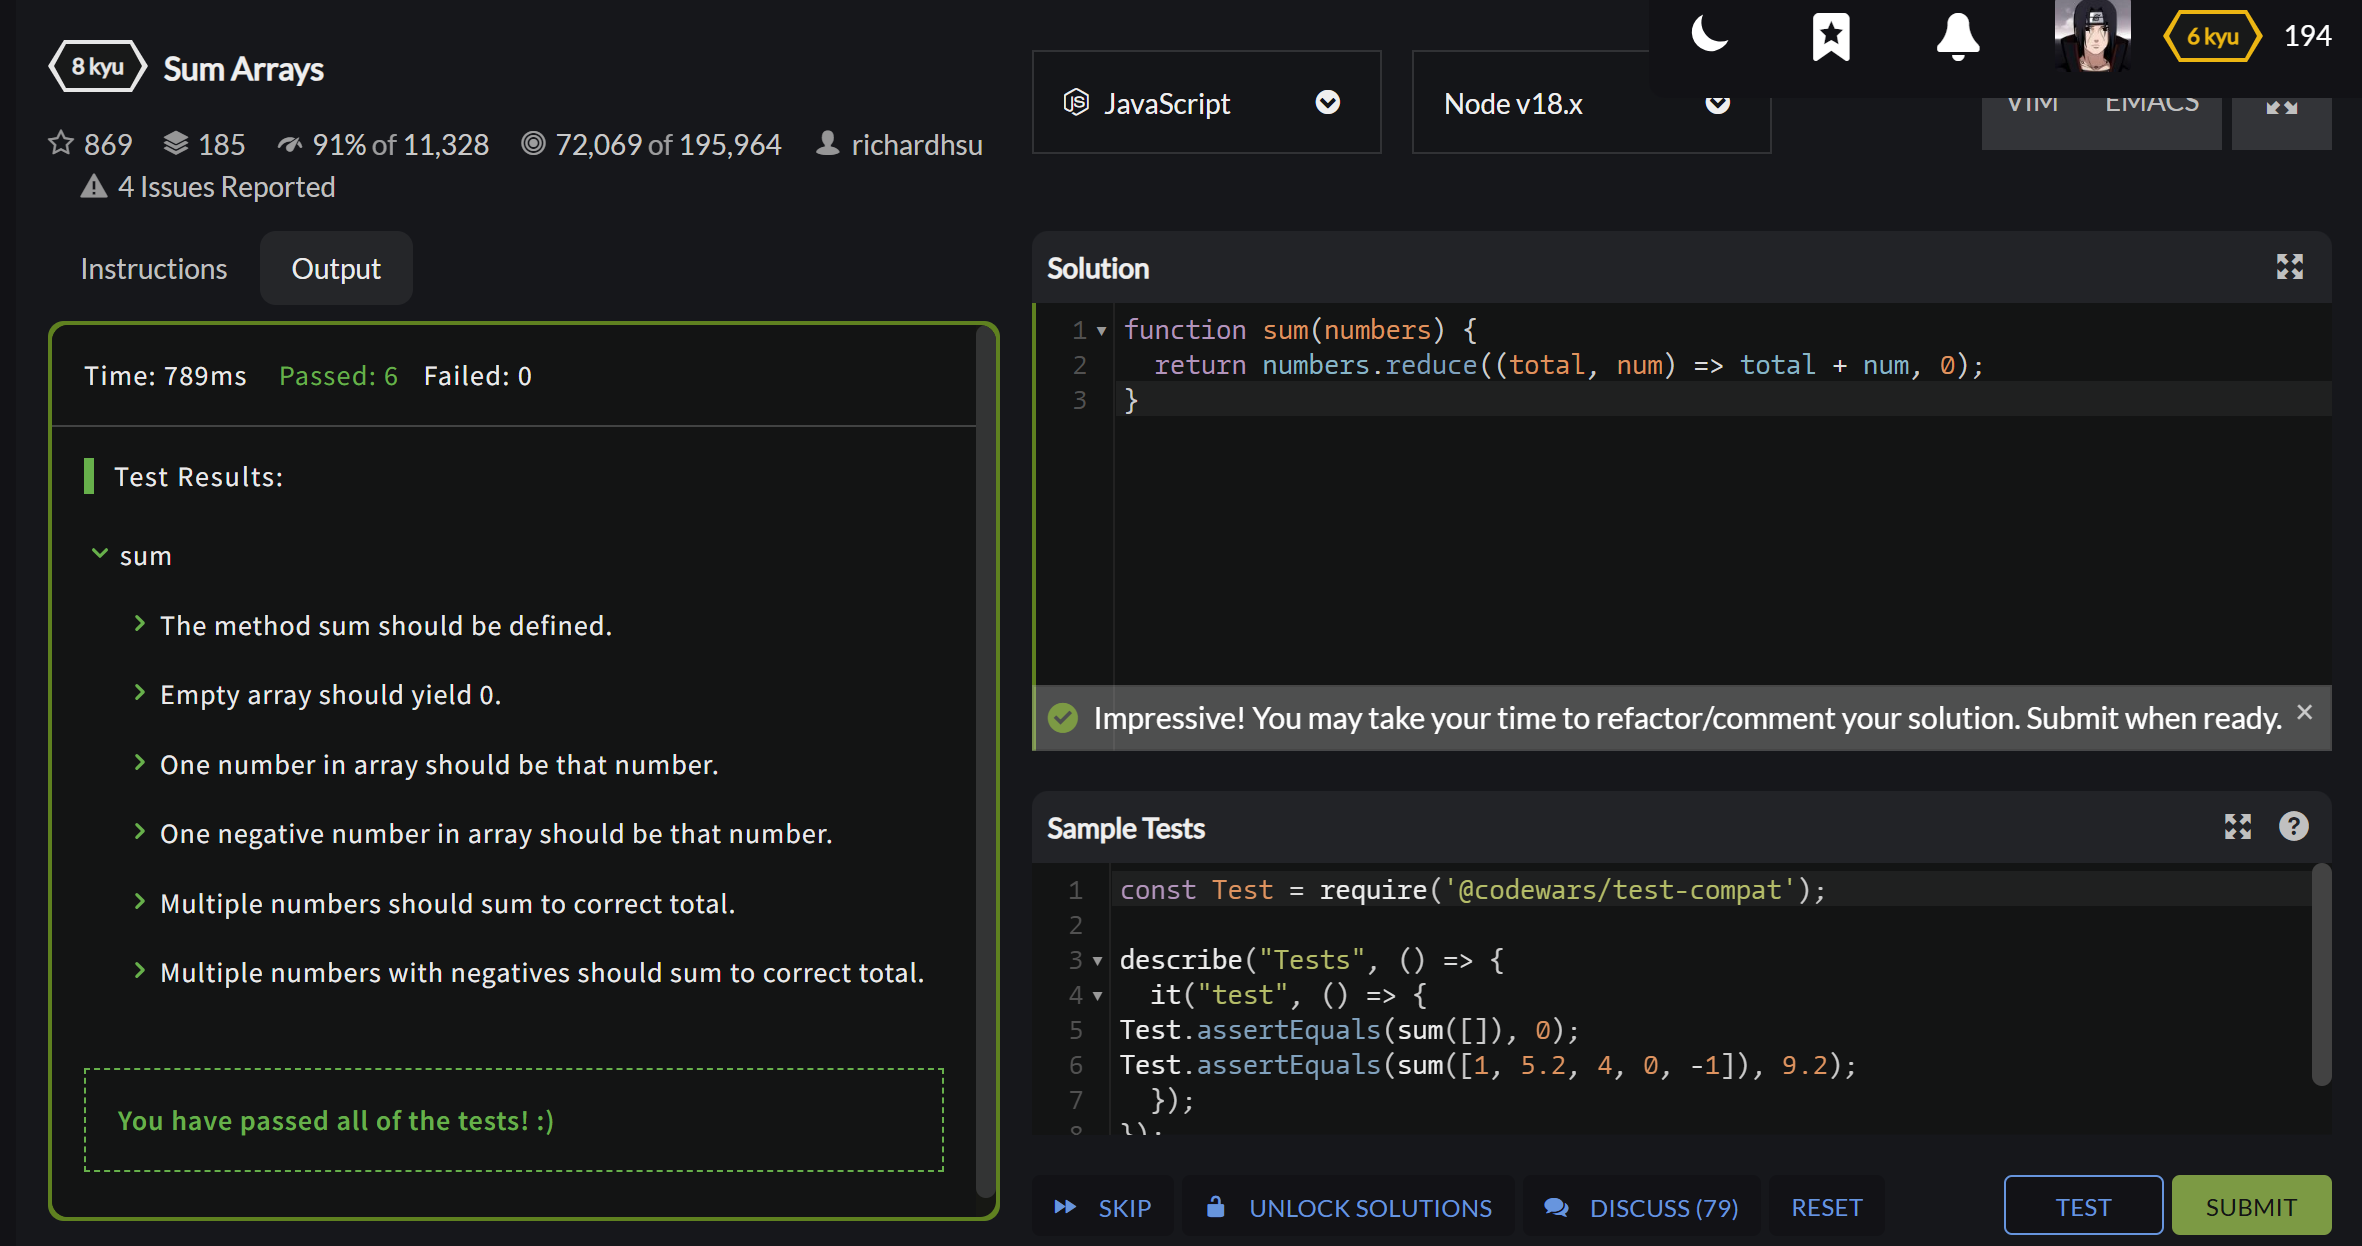 8 kyu
Sum Arrays
869 185 91% of 11,328 72,069 of 195,964 richardhsu
4 Issues Reported
JavaScript
Node v18.x
VIM EMACS
6 kyu
194
Instructions
Output
Time: 789ms Passed: 6 Failed: 0
Test Results:
sum
The method sum should be defined.
Empty array should yield 0.
One number in array should be that number.
One negative number in array should be that number.
Multiple numbers should sum to correct total.
Multiple numbers with negatives should sum to correct total.
You have passed all of the tests! :)
Solution
1 function sum(numbers) {
2 return numbers.reduce((total, num) => total + num, 0);
3 }
Impressive! You may take your time to refactor/comment your solution. Submit when ready. ×
Sample Tests
?
1 const Test = require('@codewars/test-compat');
2
3 describe("Tests", () => {
4 it("test", () => {
5 Test.assertEquals(sum([]), 0);
6 Test.assertEquals(sum([1, 5.2, 4, 0, -1]), 9.2);
7 });
8 });
SKIP
UNLOCK SOLUTIONS
DISCUSS (79)
RESET
TEST
SUBMIT